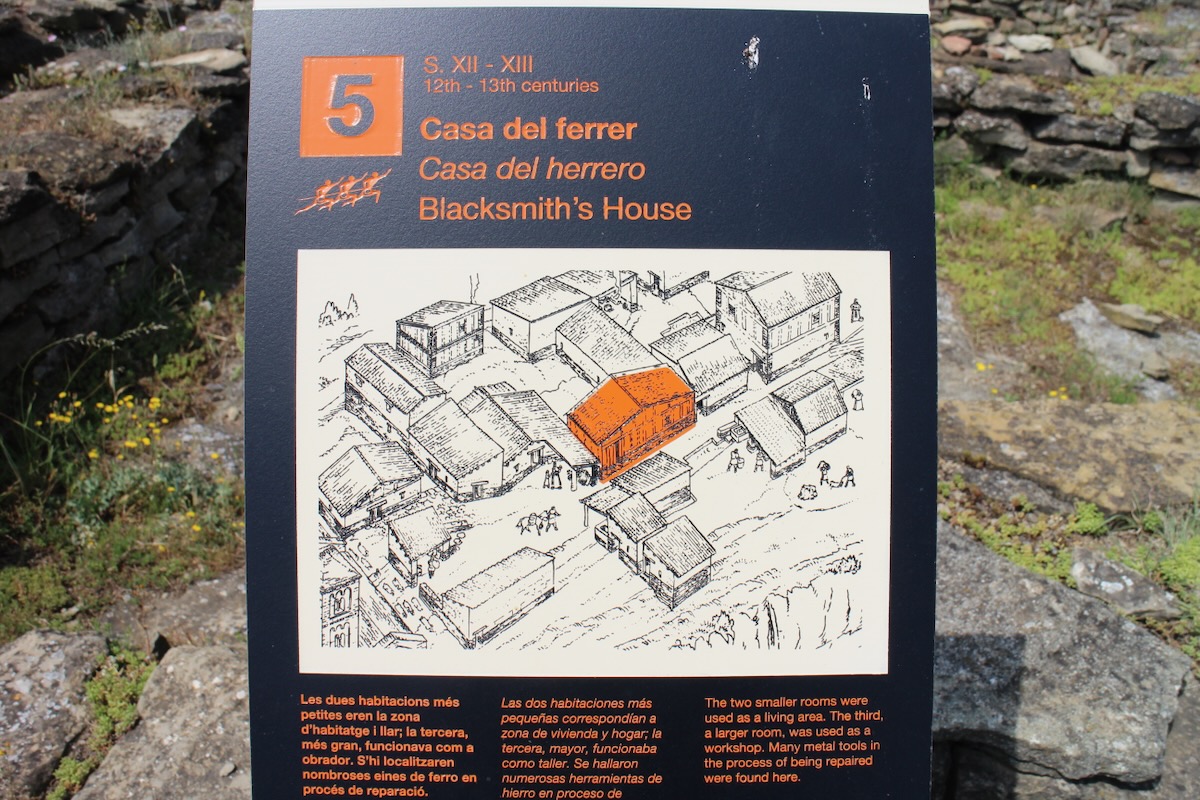 5
S. XII - XIII
12th - 13th centuries
Casa del ferrer
Casa del herrero
Blacksmith's House
Les dues habitacions més
petites eren la zona
d'habitatge i llar; la tercera,
més gran, funcionava com a
obrador. S'hi localitzaren
nombroses eines de ferro en
procés de reparació.
Las dos habitaciones más
pequeñas correspondían a
zona de vivienda y hogar; la
tercera, mayor, funcionaba
como taller. Se hallaron
numerosas herramientas de
hierro en proceso de
The two smaller rooms were
used as a living area. The third,
a larger room, was used as a
workshop. Many metal tools in
the process of being repaired
were found here.